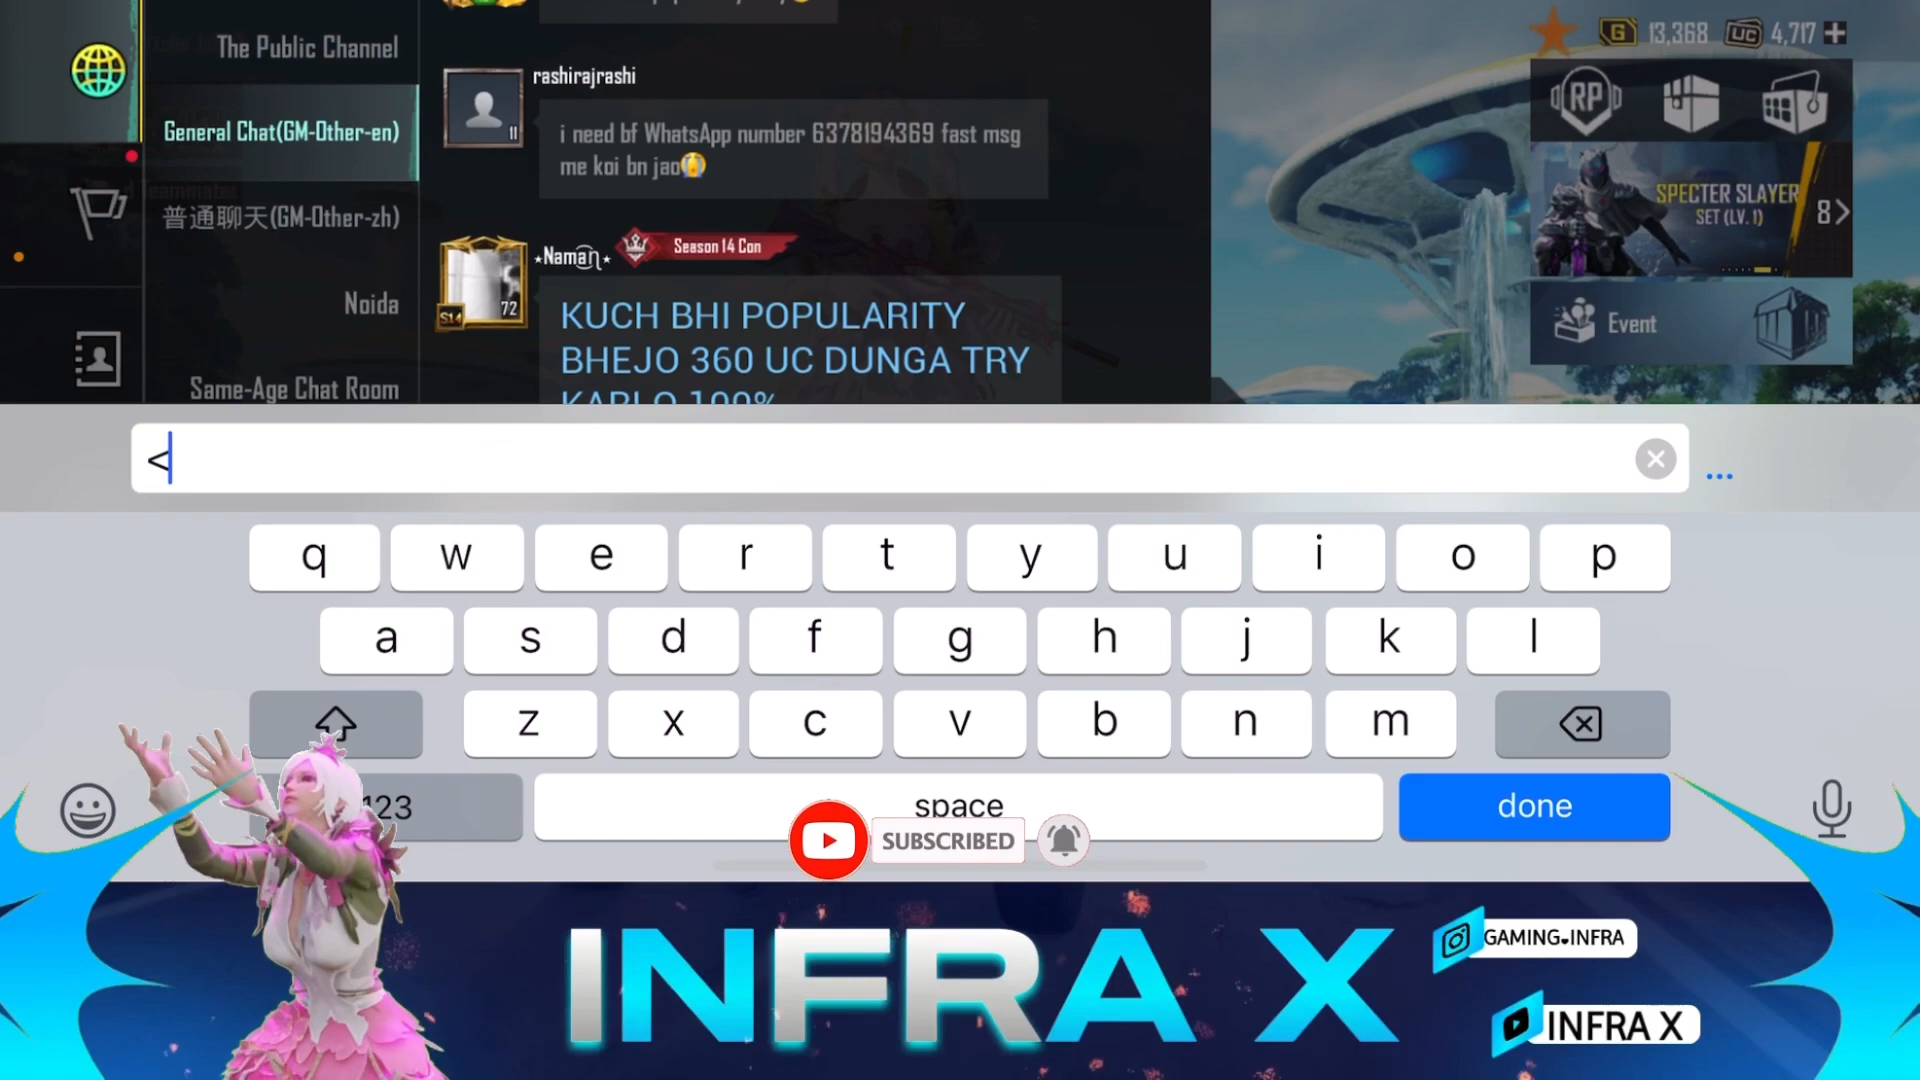 The Public Channel
General Chat(GM-Other-en)
普通聊天(GM-Other-zh)
Noida
Same-Age Chat Room
rashirajrashi
11
i need bf WhatsApp number 6378194369 fast msg
me koi bn jao😭
Season 14 Con
72
S14
KUCH BHI POPULARITY
BHEJO 360 UC DUNGA TRY
KARLO 100%
G 13,368 UC 4,717 +
RP
SPECTER SLAYER
SET (LV. 1)
8>
Event
<
...
q w e r t y u i o p
a s d f g h j k l
z x c v b n m
123
space
done
SUBSCRIBED
INFRA X
GAMING.INFRA
INFRA X